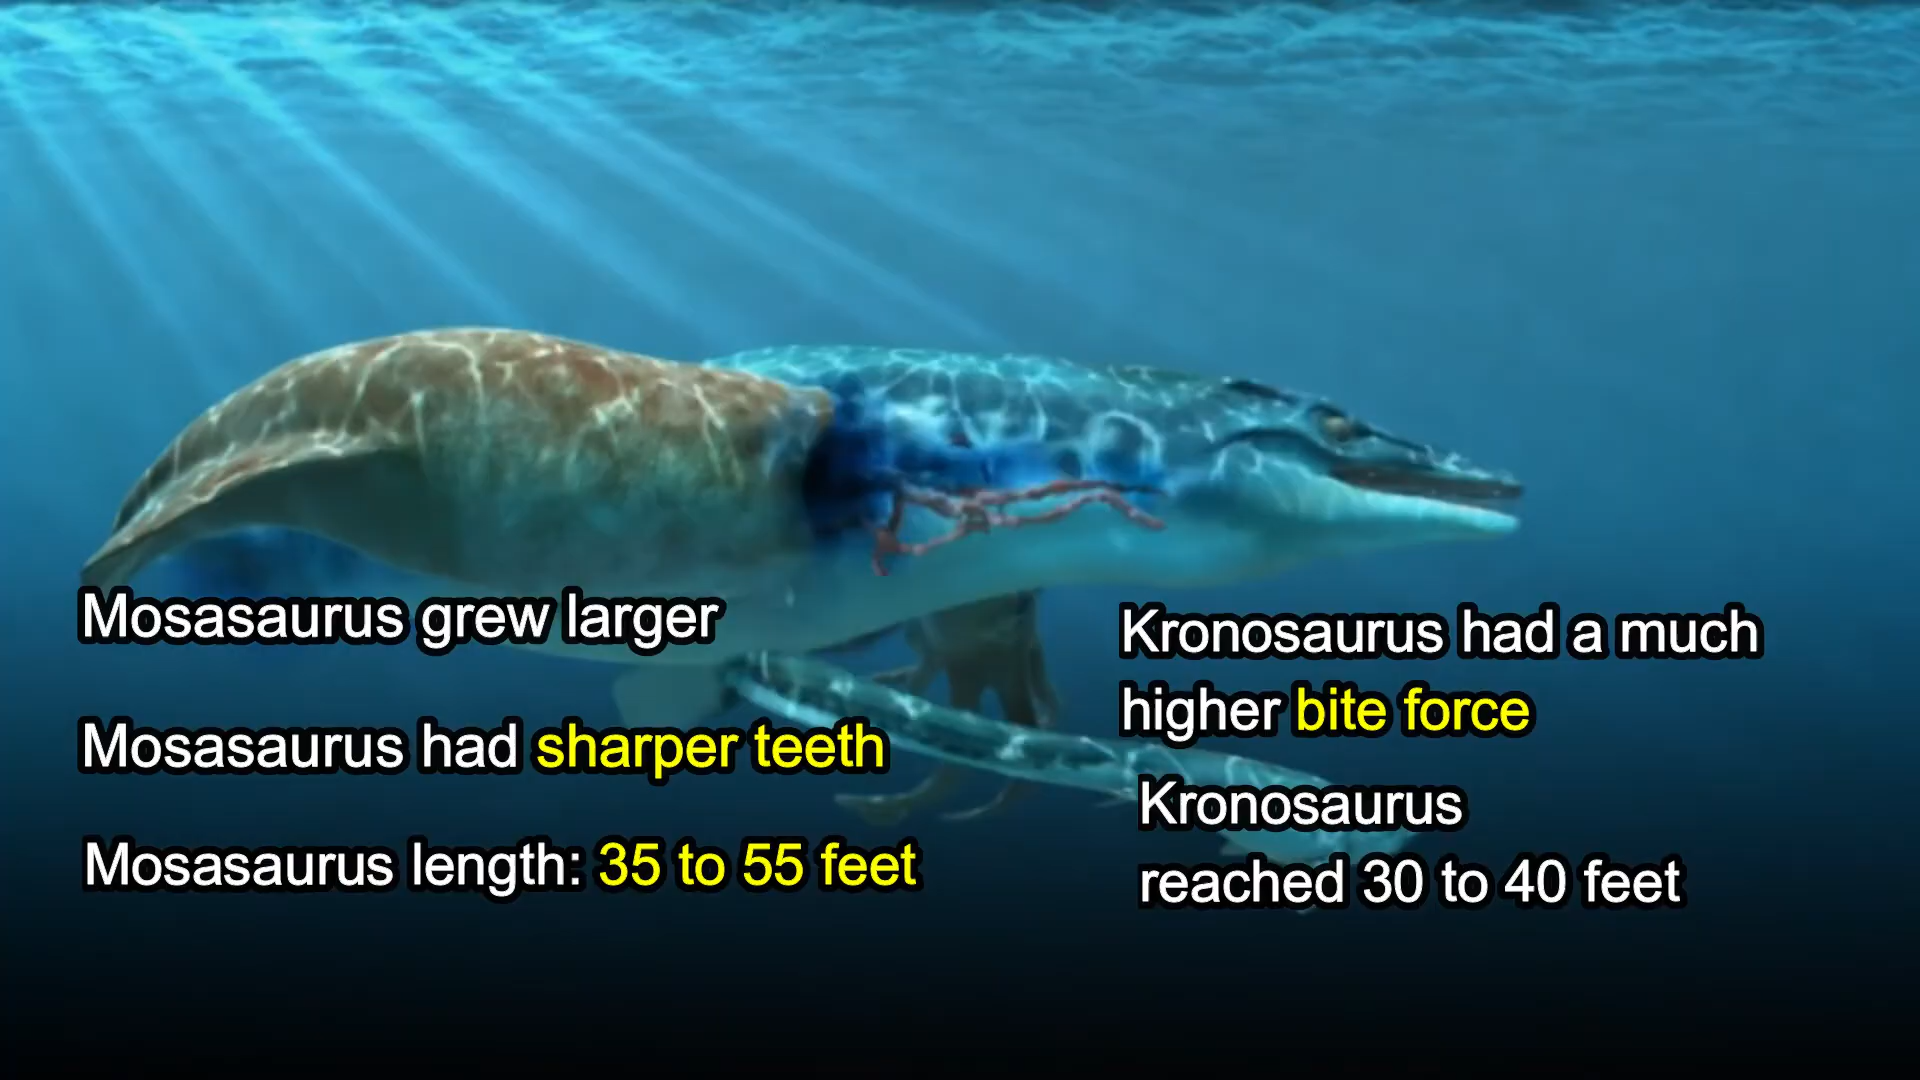 Mosasaurus grew larger
Mosasaurus had sharper teeth
Mosasaurus length: 35 to 55 feet
Kronosaurus had a much
higher bite force
Kronosaurus
reached 30 to 40 feet